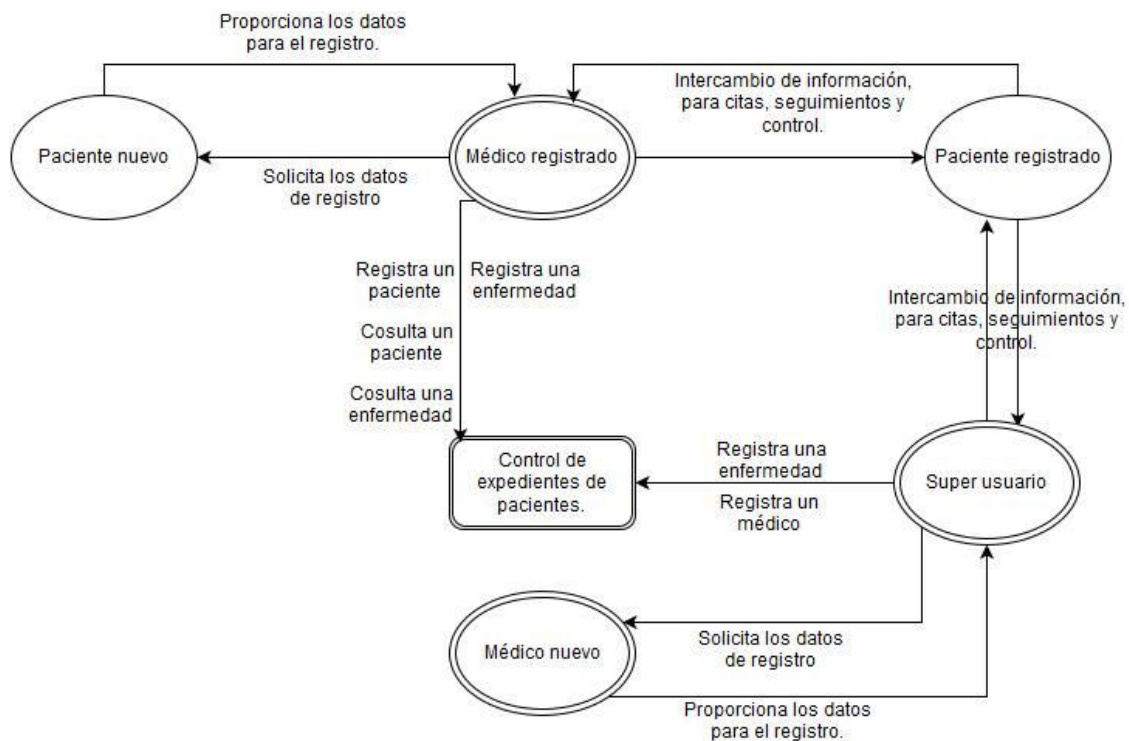 Proporciona los datos
para el registro.
Intercambio de información,
para citas, seguimientos y
control.
Paciente nuevo
Médico registrado
Paciente registrado
Solicita los datos
de registro
Registra un
paciente
Registra una
enfermedad
Cosulta un
paciente
Cosulta una
enfermedad
Intercambio de información,
para citas, seguimientos y
control.
Control de
expedientes de
pacientes.
Registra una
enfermedad
Registra un
médico
Super usuario
Médico nuevo
Solicita los datos
de registro
Proporciona los datos
para el registro.